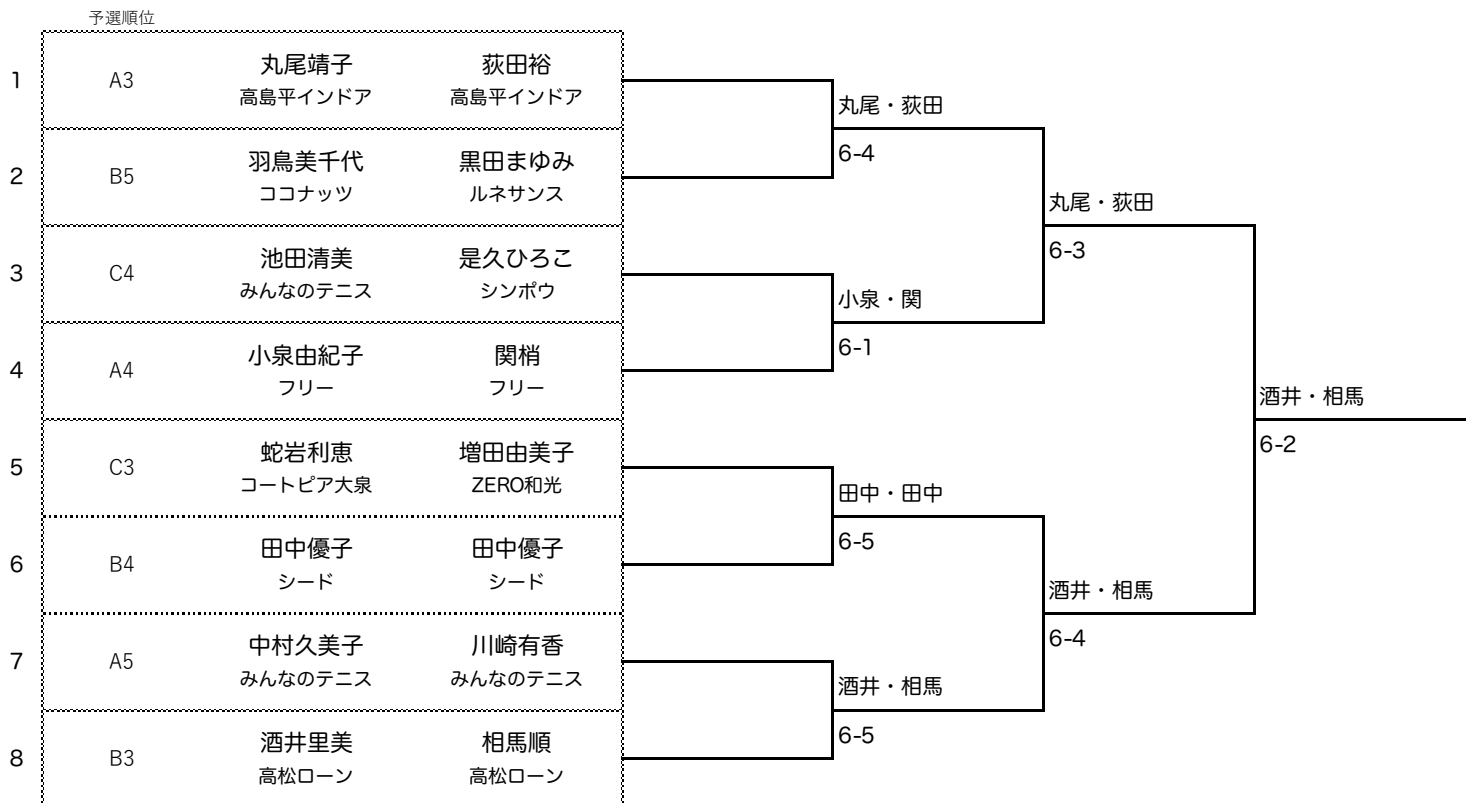 予選順位
1 A3 丸尾靖子 荻田裕
高島平インドア 高島平インドア
丸尾・荻田
6-4
2 B5 羽鳥美千代 黒田まゆみ
ココナッツ ルネサンス
丸尾・荻田
6-3
3 C4 池田清美 是久ひろこ
みんなのテニス シンポウ
小泉・関
6-1
4 A4 小泉由紀子 関梢
フリー フリー
酒井・相馬
6-2
5 C3 蛇岩利恵 増田由美子
コートピア大泉 ZERO和光
田中・田中
6-5
6 B4 田中優子 田中優子
シード シード
酒井・相馬
6-4
7 A5 中村久美子 川崎有香
みんなのテニス みんなのテニス
酒井・相馬
6-5
8 B3 酒井里美 相馬順
高松ローン 高松ローン